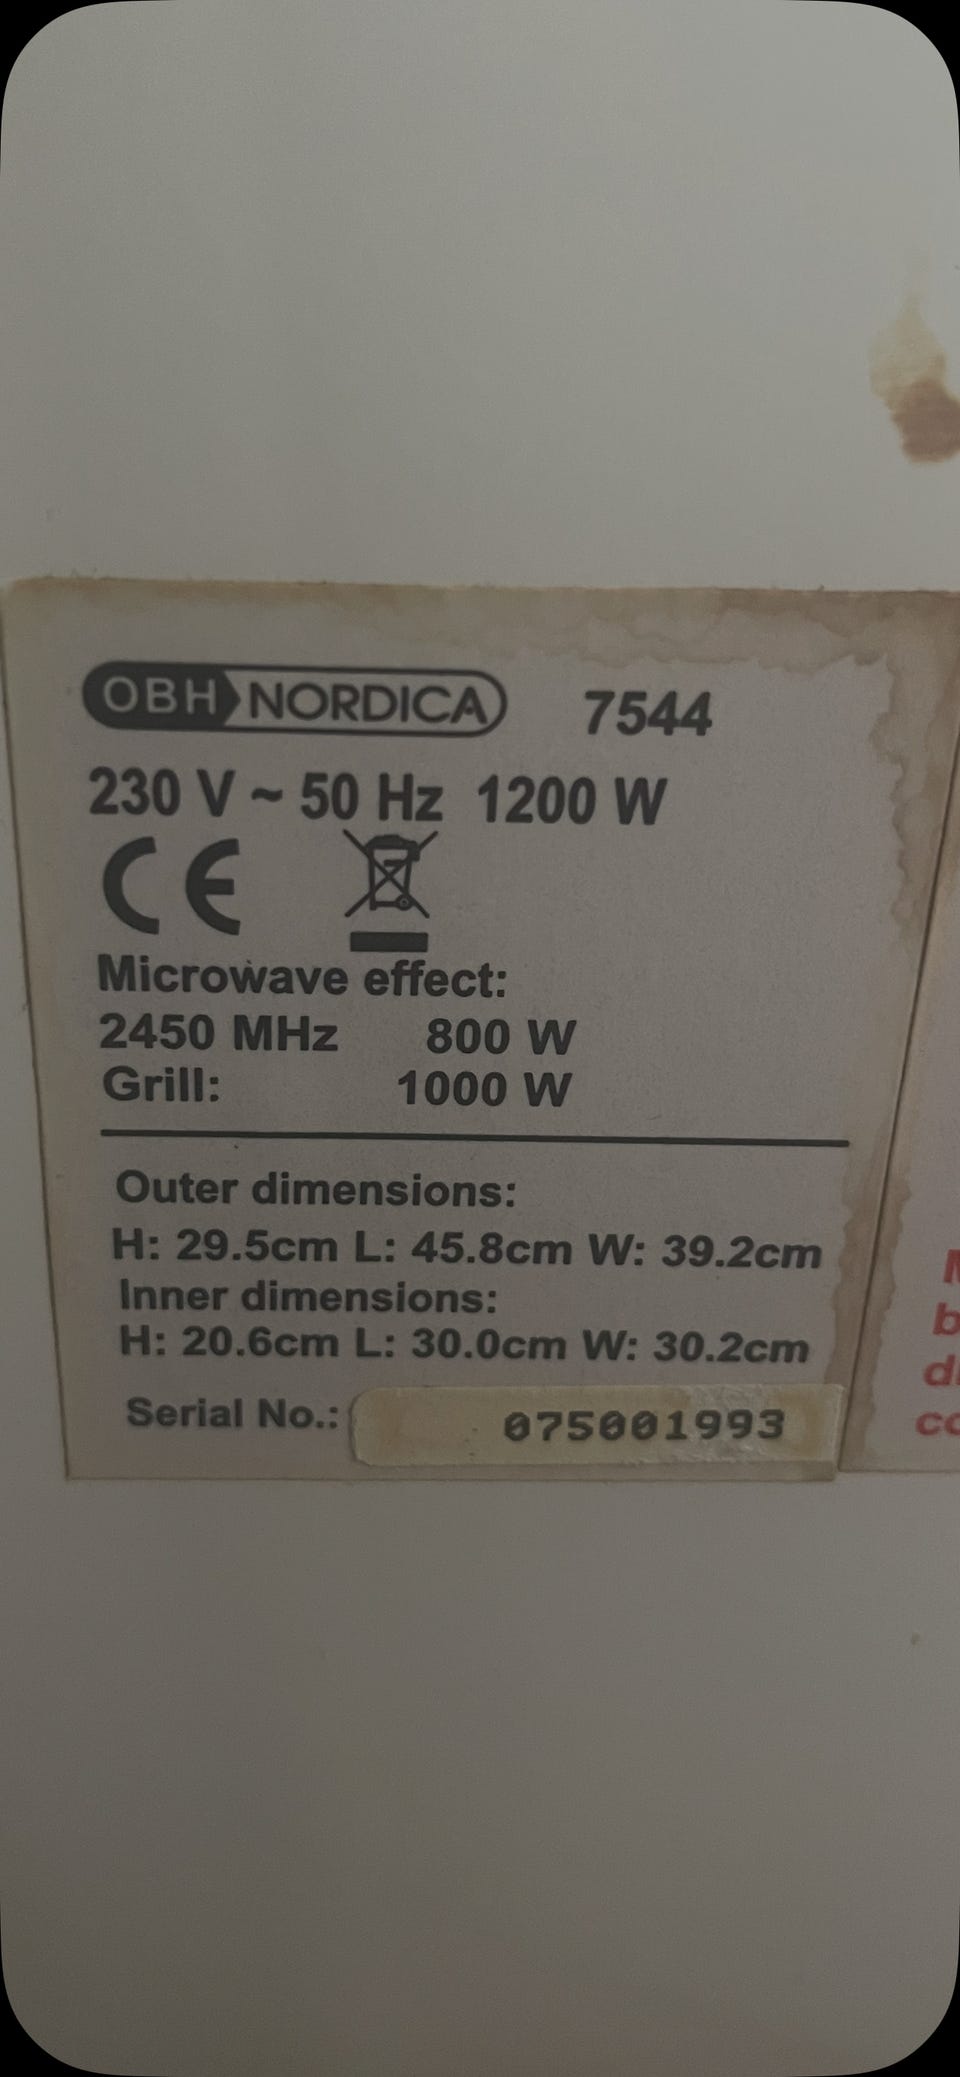 OBH NORDICA 7544
230 V ~ 50 Hz 1200 W
CE
Microwave effect:
2450 MHz 800 W
Grill: 1000 W
Outer dimensions:
H: 29.5cm L: 45.8cm W: 39.2cm
Inner dimensions:
H: 20.6cm L: 30.0cm W: 30.2cm
Serial No.: 075001993